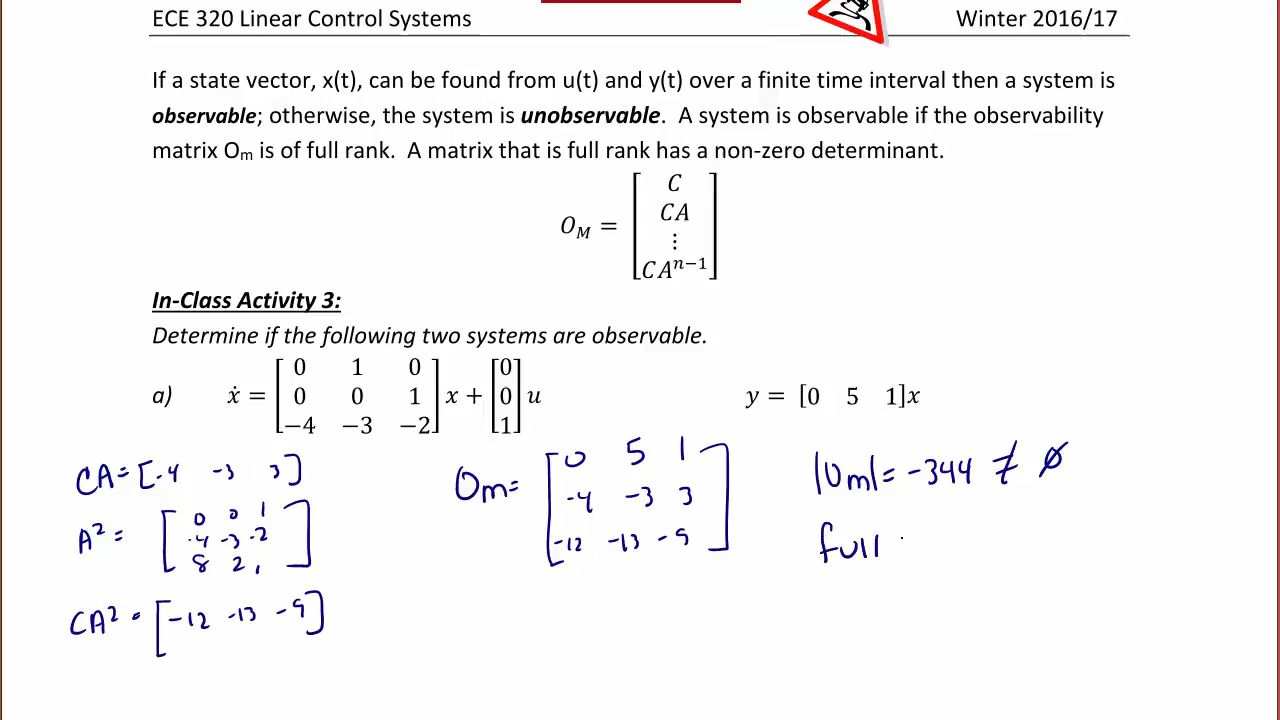 ECE 320 Linear Control Systems Winter 2016/17
If a state vector, x(t), can be found from u(t) and y(t) over a finite time interval then a system is
observable; otherwise, the system is unobservable. A system is observable if the observability
matrix Om is of full rank. A matrix that is full rank has a non-zero determinant.
O_M = [C
CA
⋮
CA^{n−1}]
In-Class Activity 3:
Determine if the following two systems are observable.
a) ẋ = [0 1 0; 0 0 1; −4 −3 −2] x + [0; 0; 1] u y = [0 5 1]x
CA = [-4 -3 3] Om = [0 5 1; -4 -3 3; -12 -13 -9] |Om| = -344 ≠ 0
A² = [0 0 1; -4 -3 -2; 8 2 1] full
CA² = [-12 -13 -9]